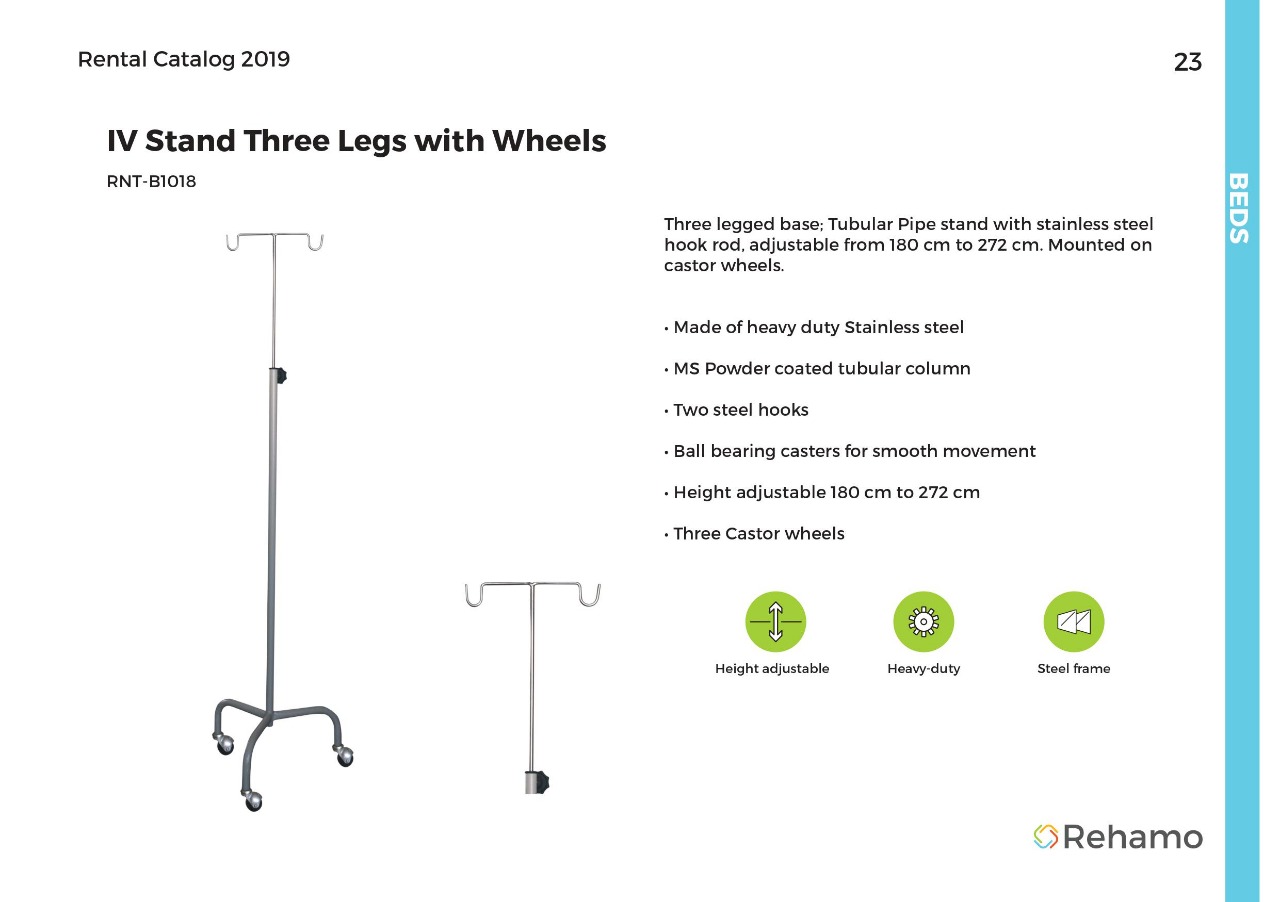 Rental Catalog 2019
23
IV Stand Three Legs with Wheels
RNT-B1018
BEDS
Three legged base; Tubular Pipe stand with stainless steel
hook rod, adjustable from 180 cm to 272 cm. Mounted on
castor wheels.
• Made of heavy duty Stainless steel
• MS Powder coated tubular column
• Two steel hooks
• Ball bearing casters for smooth movement
• Height adjustable 180 cm to 272 cm
• Three Castor wheels
Height adjustable
Heavy-duty
Steel frame
Rehamo